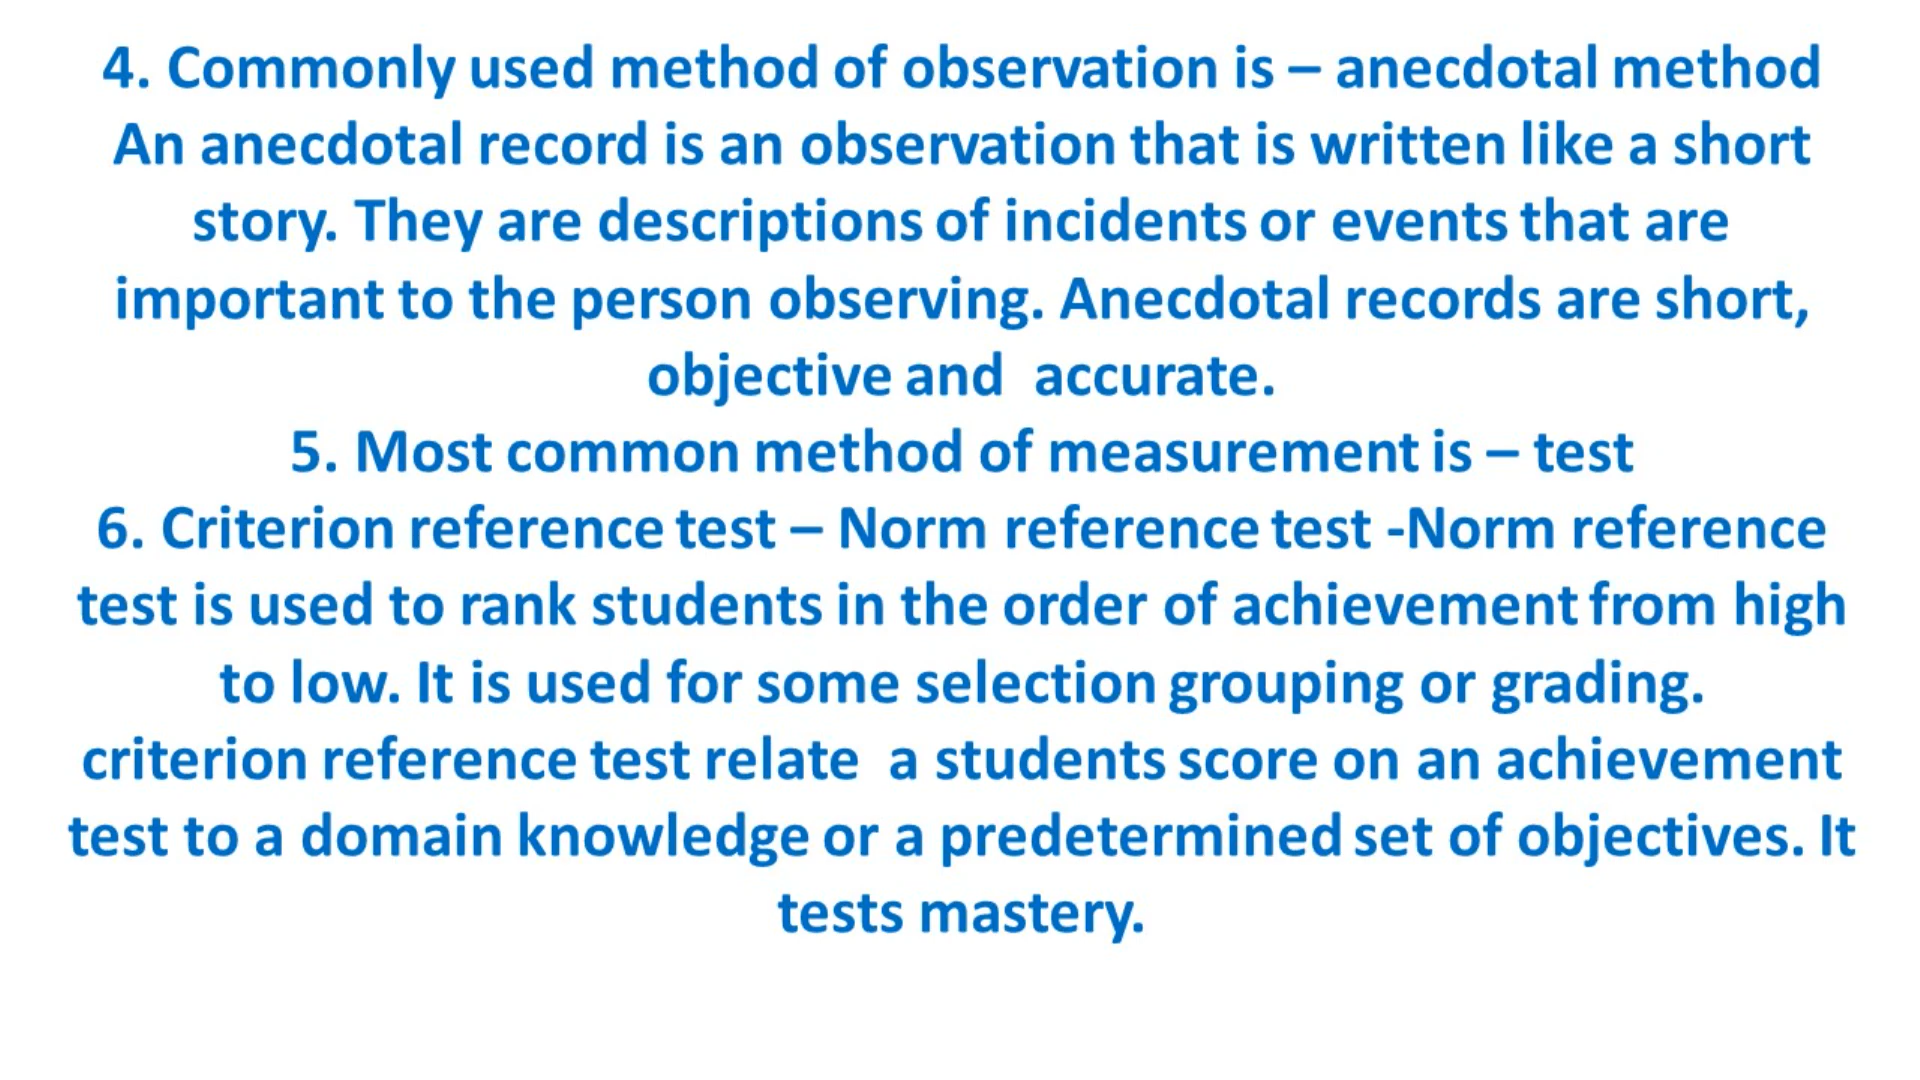 4. Commonly used method of observation is – anecdotal method
An anecdotal record is an observation that is written like a short
story. They are descriptions of incidents or events that are
important to the person observing. Anecdotal records are short,
objective and  accurate.
5. Most common method of measurement is – test
6. Criterion reference test – Norm reference test -Norm reference
test is used to rank students in the order of achievement from high
to low. It is used for some selection grouping or grading.
criterion reference test relate  a students score on an achievement
test to a domain knowledge or a predetermined set of objectives. It
tests mastery.